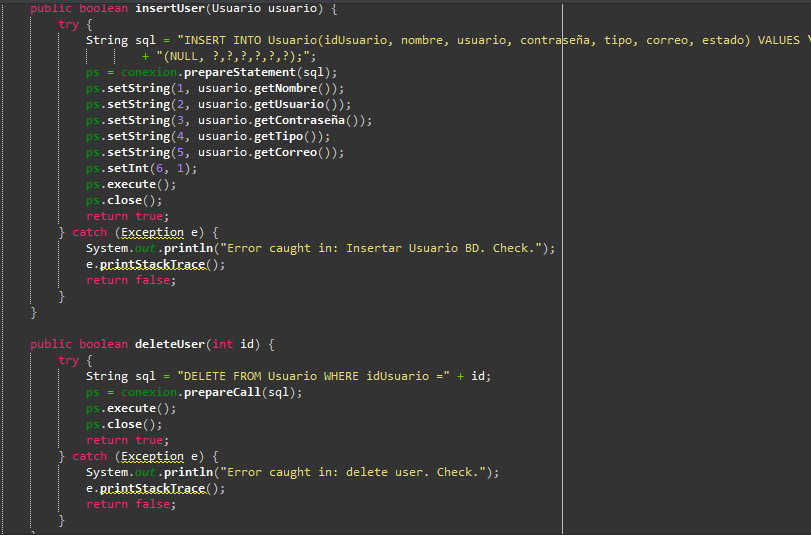 public boolean insertUser(Usuario usuario) {
try {
String sql = "INSERT INTO Usuario(idUsuario, nombre, usuario, contraseña, tipo, correo, estado) VALUES
+ "(NULL, ?,?,?,?,?,?);";
ps = conexion.prepareStatement(sql);
ps.setString(1, usuario.getNombre());
ps.setString(2, usuario.getUsuario());
ps.setString(3, usuario.getContraseña());
ps.setString(4, usuario.getTipo());
ps.setString(5, usuario.getCorreo());
ps.setInt(6, 1);
ps.execute();
ps.close();
return true;
} catch (Exception e) {
System.out.println("Error caught in: Insertar Usuario BD. Check.");
e.printStackTrace();
return false;
}
}
public boolean deleteUser(int id) {
try {
String sql = "DELETE FROM Usuario WHERE idUsuario =" + id;
ps = conexion.prepareCall(sql);
ps.execute();
ps.close();
return true;
} catch (Exception e) {
System.out.println("Error caught in: delete user. Check.");
e.printStackTrace();
return false;
}